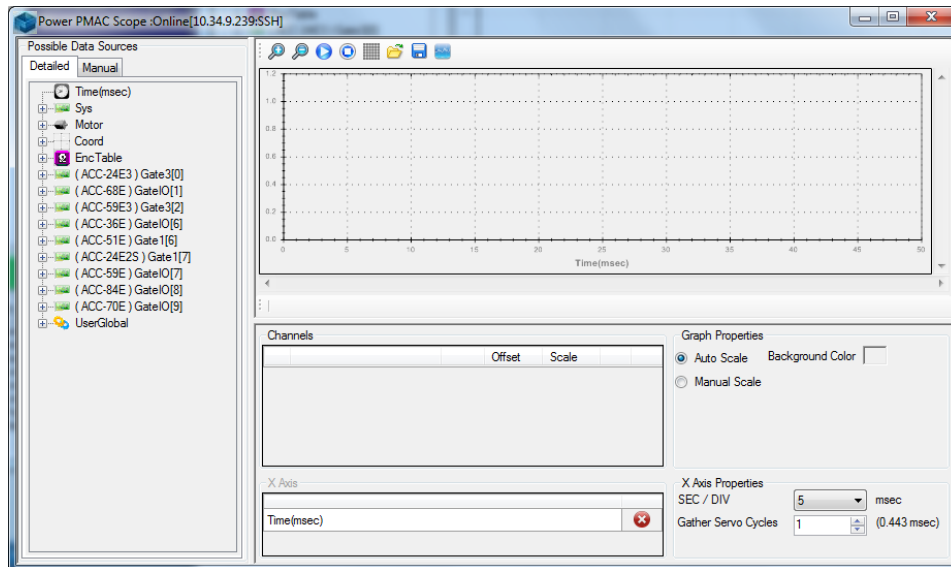 Power PMAC Scope :Online[10.34.9.239:SSH]
Possible Data Sources
Detailed
Manual
Time(msec)
Sys
Motor
Coord
EncTable
( ACC-24E3 ) Gate3[0]
( ACC-68E ) GateIO[1]
( ACC-59E3 ) Gate3[2]
( ACC-36E ) GateIO[6]
( ACC-51E ) Gate1[6]
( ACC-24E2S ) Gate1[7]
( ACC-59E ) GateIO[7]
( ACC-84E ) GateIO[8]
( ACC-70E ) GateIO[9]
UserGlobal
1.2
1.0
0.8
0.6
0.4
0.2
0.0
0 5 10 15 20 25 30 35 40 45 50
Time(msec)
Channels
Offset Scale
Graph Properties
Auto Scale Background Color
Manual Scale
X Axis
Time(msec)
X Axis Properties
SEC / DIV 5 msec
Gather Servo Cycles 1 (0.443 msec)